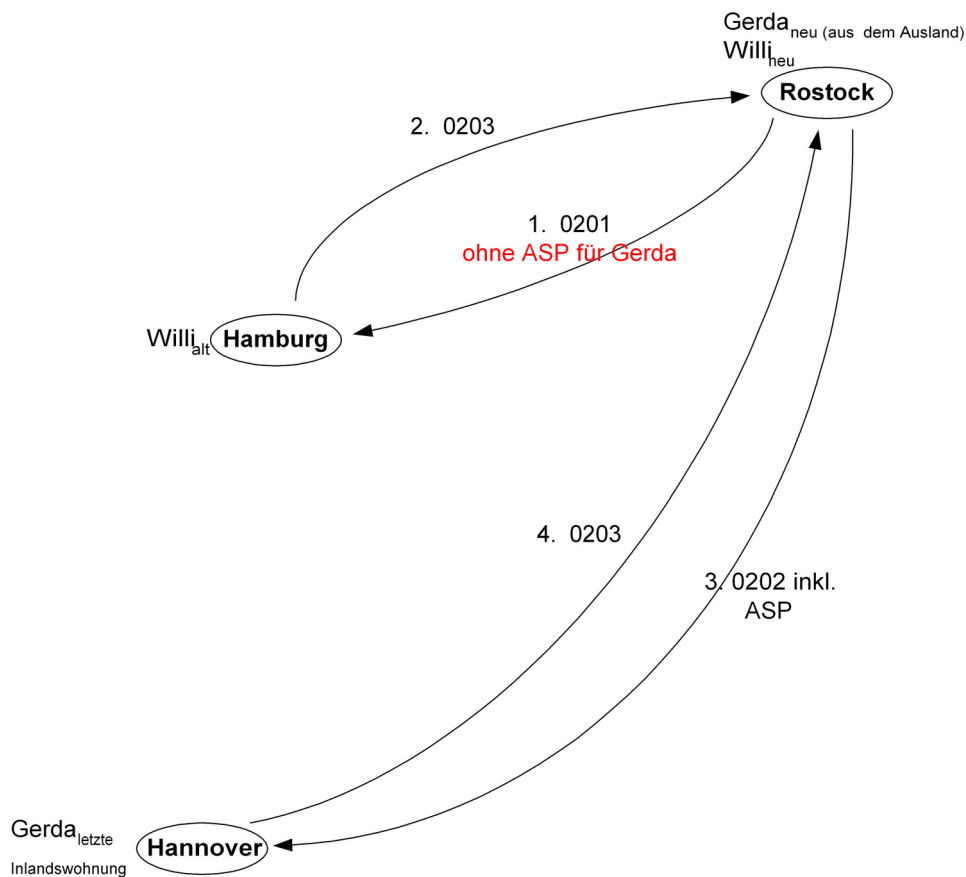 Gerda neu (aus dem Ausland)
Willi neu
Rostock
2. 0203
1. 0201
ohne ASP für Gerda
Willi alt Hamburg
4. 0203
3. 0202 inkl.
ASP
Gerda letzte
Inlandswohnung
Hannover